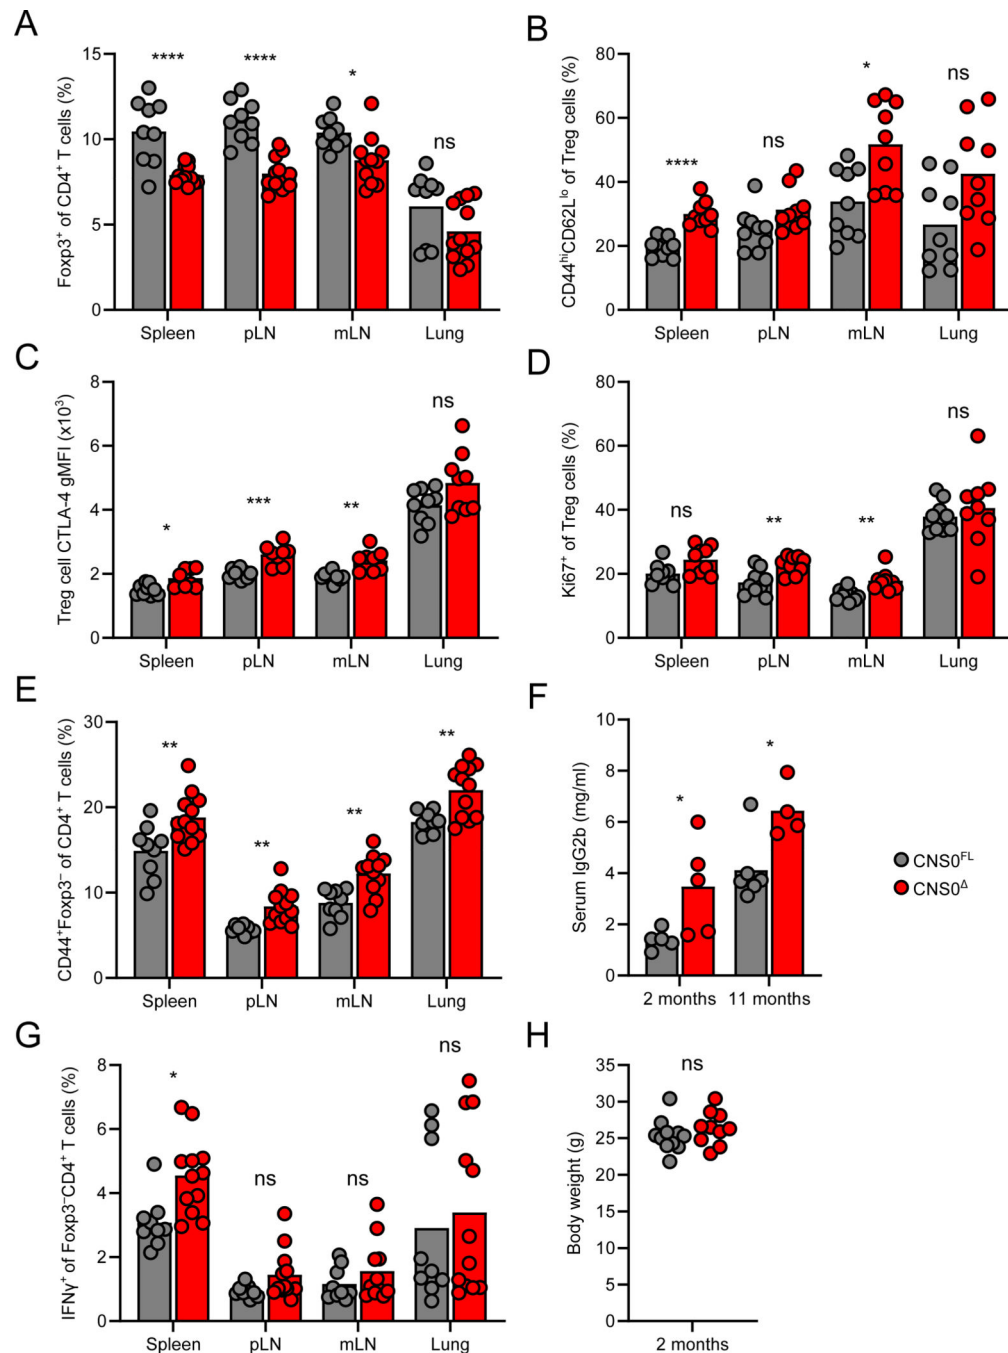 A
Foxp3⁺ of CD4⁺ T cells (%)
15
10
5
0
****
****
*
ns
Spleen
pLN
mLN
Lung
B
CD44ʰⁱCD62Lˡᵒ of Treg cells (%)
80
60
40
20
0
****
ns
*
ns
Spleen
pLN
mLN
Lung
C
Treg cell CTLA-4 gMFI (x10³)
8
6
4
2
0
*
***
**
ns
Spleen
pLN
mLN
Lung
D
Ki67⁺ of Treg cells (%)
80
60
40
20
0
ns
**
**
ns
Spleen
pLN
mLN
Lung
E
CD44⁺Foxp3⁻ of CD4⁺ T cells (%)
30
20
10
0
**
**
**
**
Spleen
pLN
mLN
Lung
F
Serum IgG2b (mg/ml)
10
8
6
4
2
0
*
*
2 months
11 months
CNS0ᶠᴸ
CNS0ᐞ
G
IFNγ⁺ of Foxp3⁻CD4⁺ T cells (%)
8
6
4
2
0
*
ns
ns
ns
Spleen
pLN
mLN
Lung
H
Body weight (g)
35
30
25
20
15
10
5
0
ns
2 months